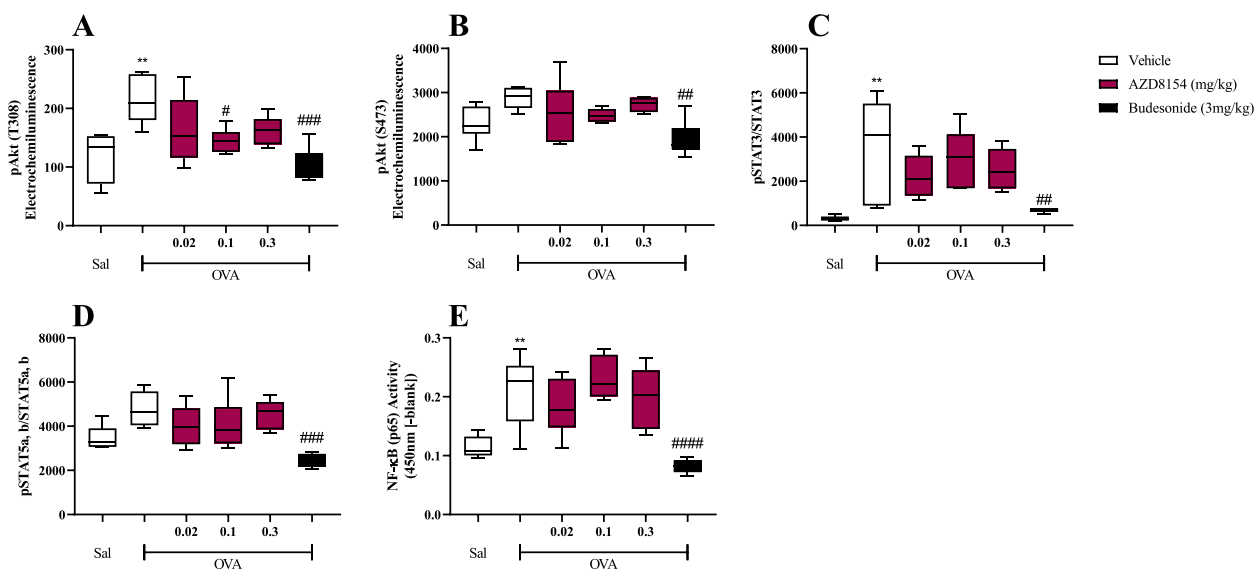 A
pAkt (T308)
Electrochemiluminescence
300
200
100
0
**
#
###
0.02 0.1 0.3
Sal
OVA
B
pAkt (S473)
Electrochemiluminescence
4000
3000
2000
1000
0
##
0.02 0.1 0.3
Sal
OVA
C
pSTAT3/STAT3
8000
6000
4000
2000
0
**
##
0.02 0.1 0.3
Sal
OVA
Vehicle
AZD8154 (mg/kg)
Budesonide (3mg/kg)
D
pSTAT5a, b/STAT5a, b
8000
6000
4000
2000
0
###
0.02 0.1 0.3
Sal
OVA
E
NF-κB (p65) Activity
(450nm [-blank])
0.3
0.2
0.1
0.0
**
####
0.02 0.1 0.3
Sal
OVA